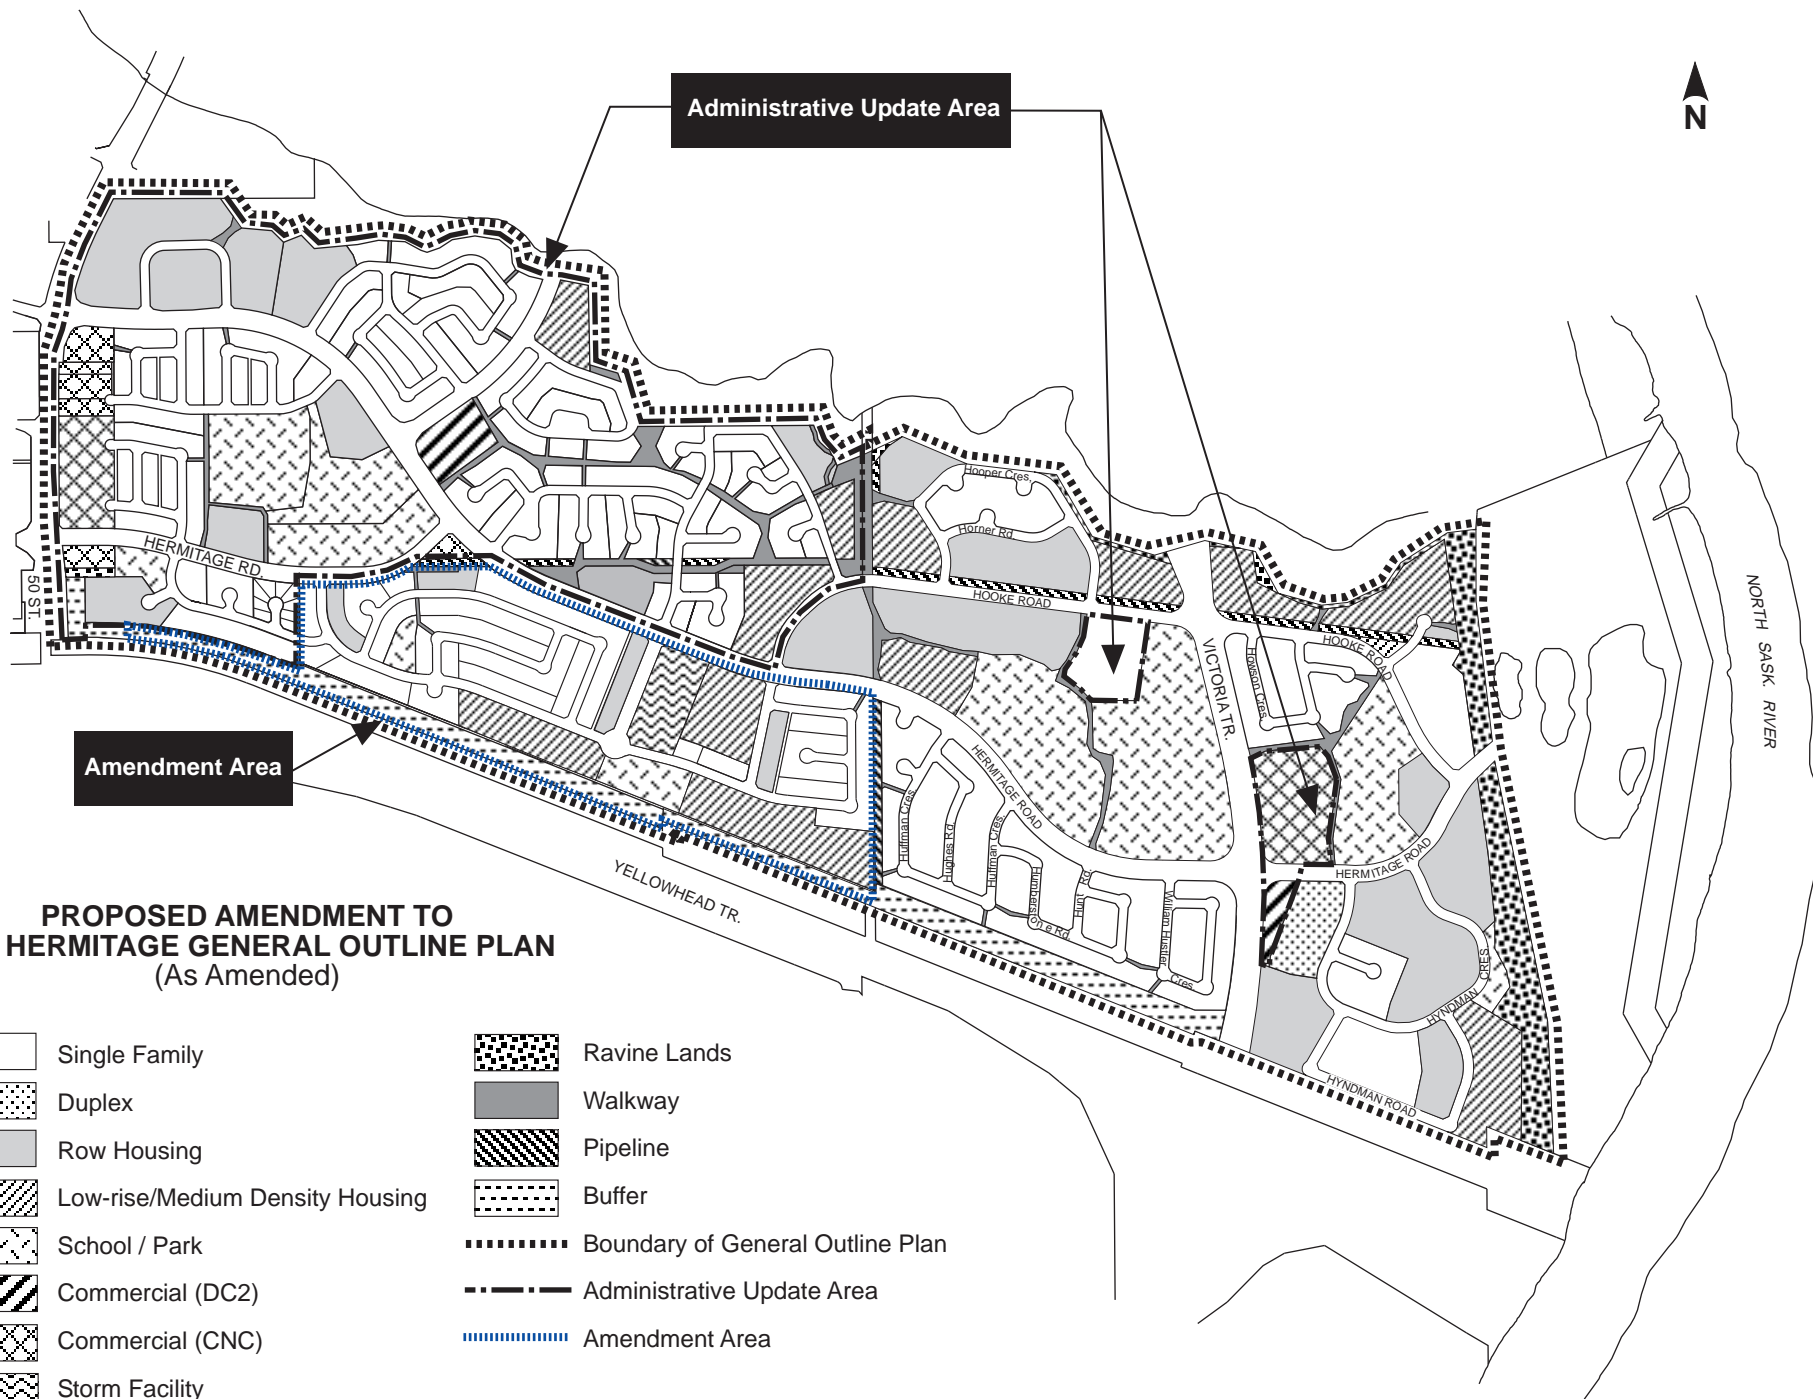 Administrative Update Area
N
Hooper Cres.
Horner Rd.
HERMITAGE RD.
50 ST.
HOOKE ROAD
HOOKE ROAD
VICTORIA TR.
Howson Cres.
NORTH SASK. RIVER
Amendment Area
HERMITAGE ROAD
Huffman Cres.
Hughes Rd.
Huffman Cres.
Humberstone Rd.
Hunt Rd.
William Hustler Cres.
HERMITAGE ROAD
YELLOWHEAD TR.
HYNDMAN CRES.
HYNDMAN ROAD
PROPOSED AMENDMENT TO
HERMITAGE GENERAL OUTLINE PLAN
(As Amended)
Single Family
Duplex
Row Housing
Low-rise/Medium Density Housing
School / Park
Commercial (DC2)
Commercial (CNC)
Storm Facility
Ravine Lands
Walkway
Pipeline
Buffer
Boundary of General Outline Plan
Administrative Update Area
Amendment Area